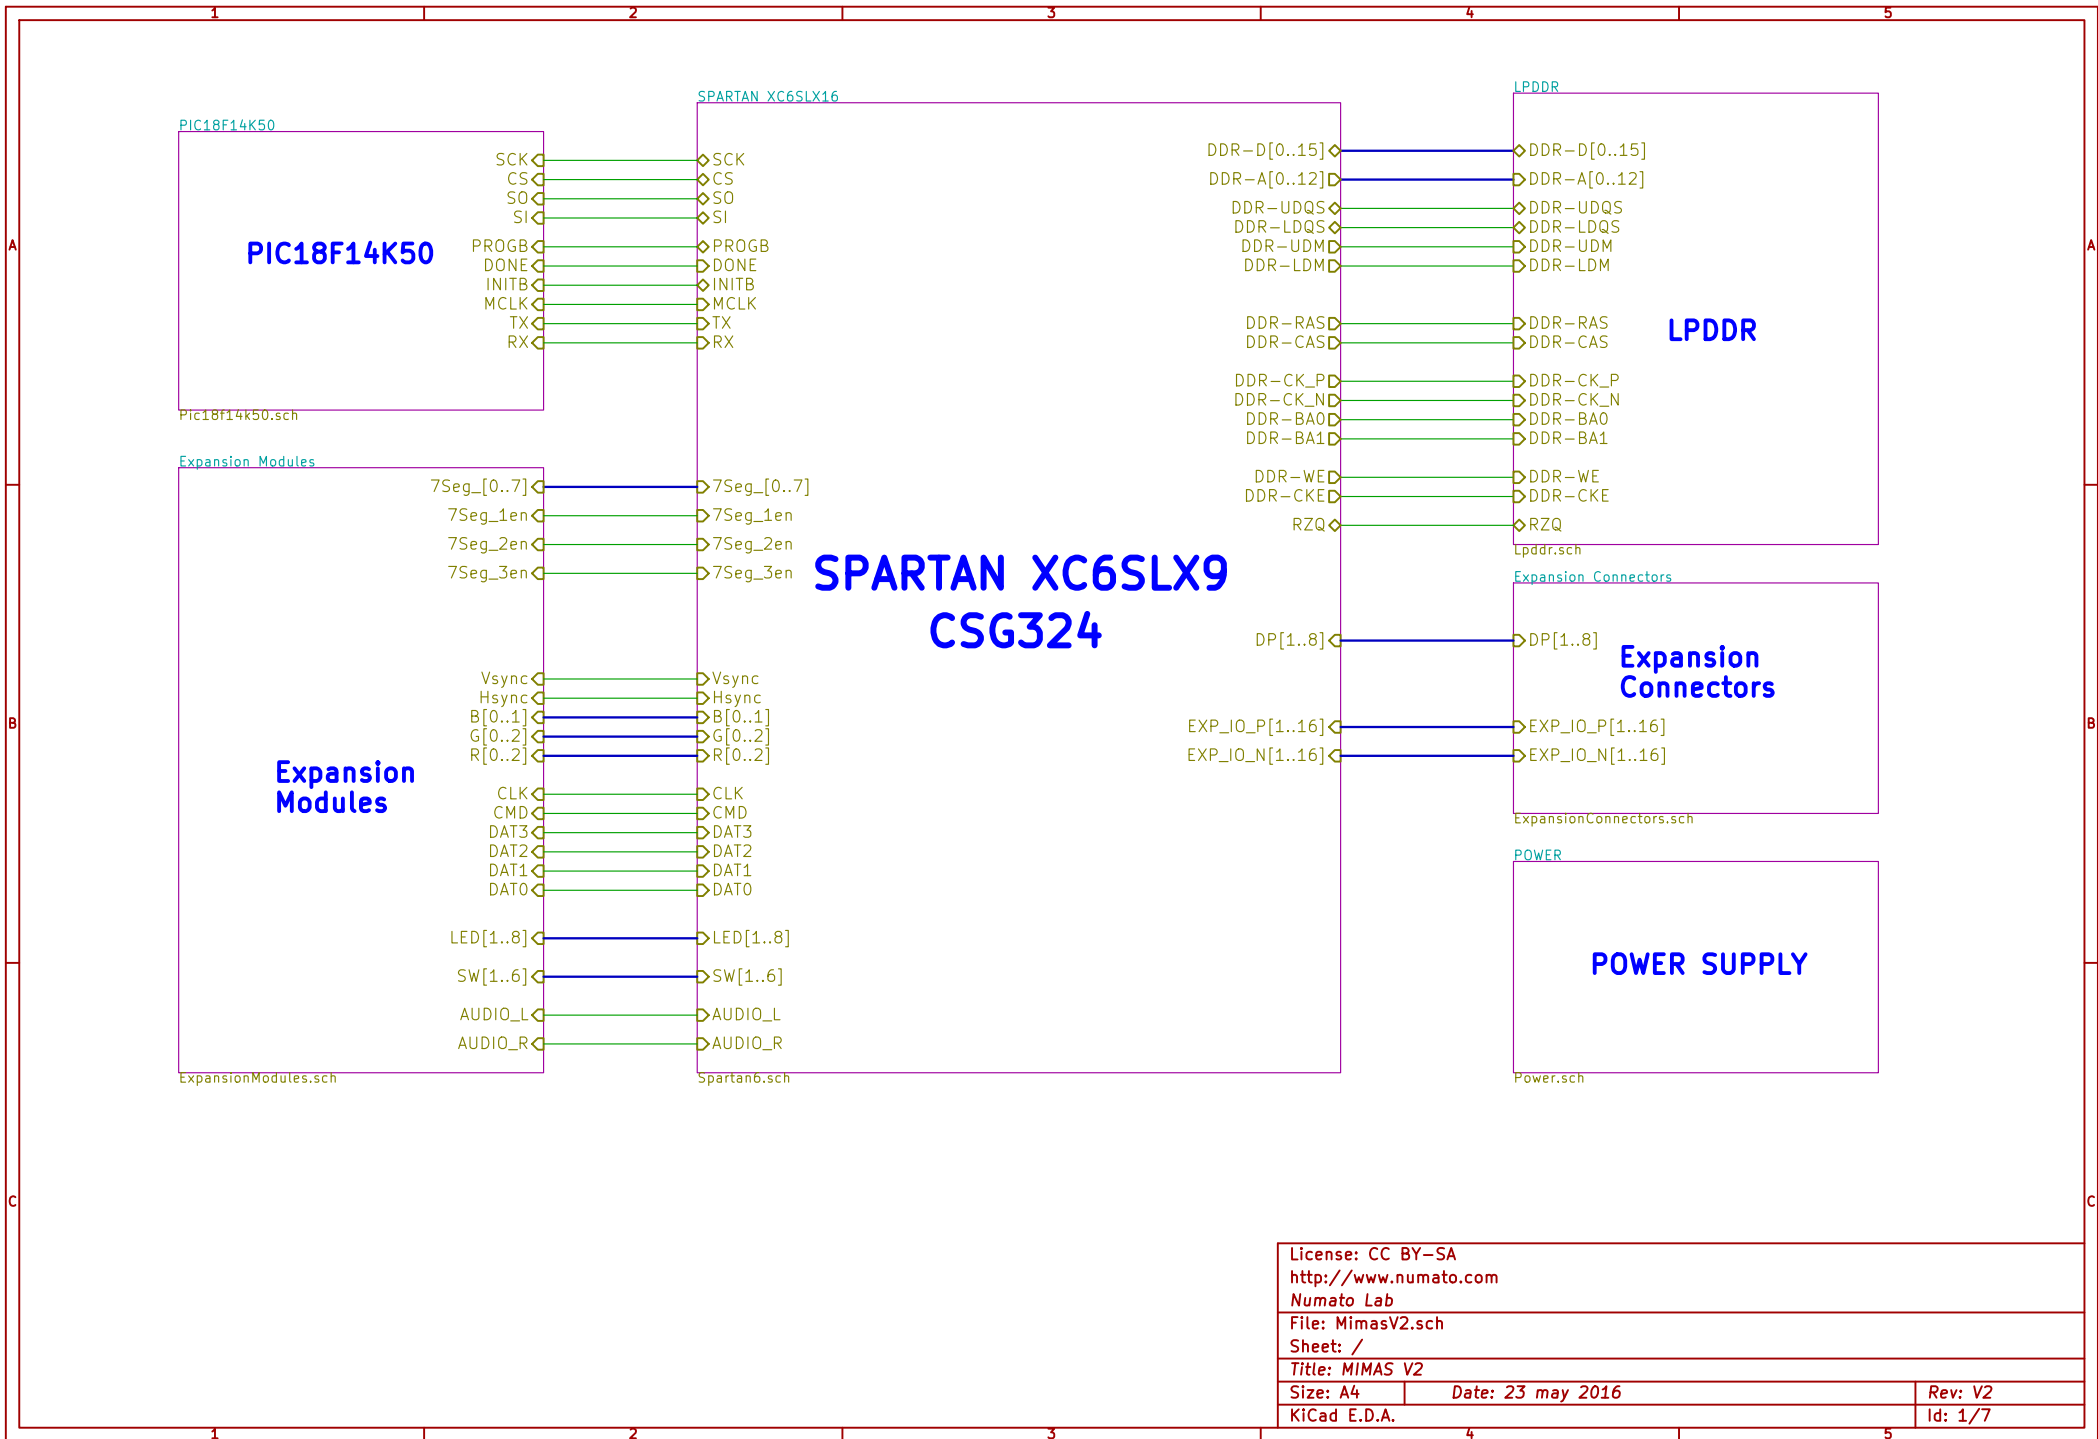 1 2 3 4 5
PIC18F14K50
SCK
CS
SO
SI
PROGB
DONE
INITB
MCLK
TX
RX
PIC18F14K50
Pic18f14k50.sch
Expansion Modules
7Seg_[0..7]
7Seg_1en
7Seg_2en
7Seg_3en
Vsync
Hsync
B[0..1]
G[0..2]
R[0..2]
CLK
CMD
DAT3
DAT2
DAT1
DAT0
LED[1..8]
SW[1..6]
AUDIO_L
AUDIO_R
Expansion
Modules
ExpansionModules.sch
SPARTAN XC6SLX16
SCK
CS
SO
SI
PROGB
DONE
INITB
MCLK
TX
RX
7Seg_[0..7]
7Seg_1en
7Seg_2en
7Seg_3en
Vsync
Hsync
B[0..1]
G[0..2]
R[0..2]
CLK
CMD
DAT3
DAT2
DAT1
DAT0
LED[1..8]
SW[1..6]
AUDIO_L
AUDIO_R
SPARTAN XC6SLX9
CSG324
DDR-D[0..15]
DDR-A[0..12]
DDR-UDQS
DDR-LDQS
DDR-UDM
DDR-LDM
DDR-RAS
DDR-CAS
DDR-CK_P
DDR-CK_N
DDR-BA0
DDR-BA1
DDR-WE
DDR-CKE
RZQ
DP[1..8]
EXP_IO_P[1..16]
EXP_IO_N[1..16]
Spartan6.sch
LPDDR
DDR-D[0..15]
DDR-A[0..12]
DDR-UDQS
DDR-LDQS
DDR-UDM
DDR-LDM
DDR-RAS
DDR-CAS
DDR-CK_P
DDR-CK_N
DDR-BA0
DDR-BA1
DDR-WE
DDR-CKE
RZQ
LPDDR
Lpddr.sch
Expansion Connectors
DP[1..8]
EXP_IO_P[1..16]
EXP_IO_N[1..16]
Expansion
Connectors
ExpansionConnectors.sch
POWER
POWER SUPPLY
Power.sch
A A
B B
C C
License: CC BY-SA
http://www.numato.com
Numato Lab
File: MimasV2.sch
Sheet: /
Title: MIMAS V2
Size: A4 Date: 23 may 2016 Rev: V2
KiCad E.D.A. Id: 1/7
1 2 3 4 5